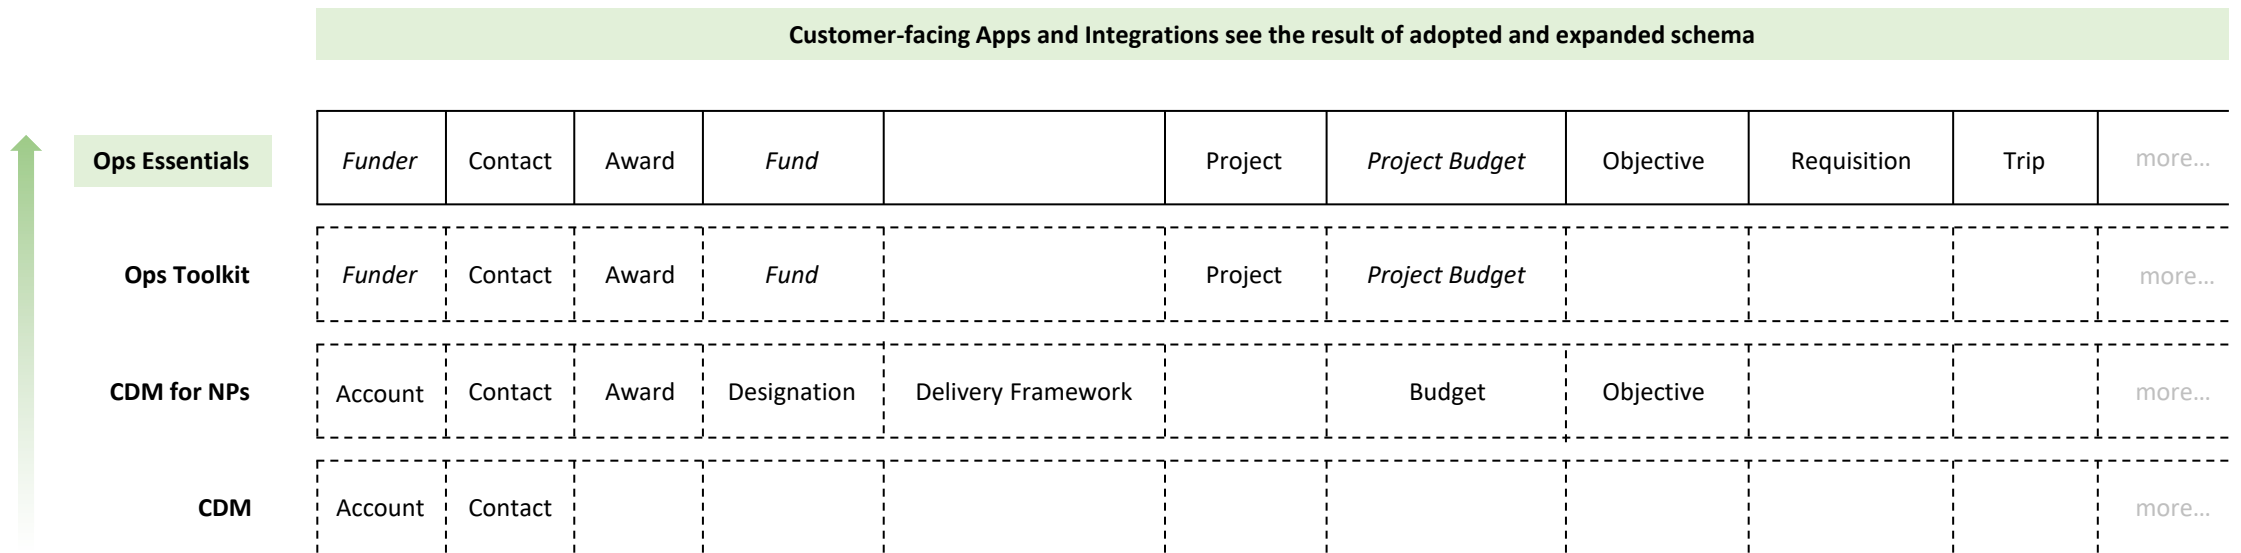 Customer-facing Apps and Integrations see the result of adopted and expanded schema
Ops Essentials Funder Contact Award Fund Project Project Budget Objective Requisition Trip more...
Ops Toolkit Funder Contact Award Fund Project Project Budget more...
CDM for NPs Account Contact Award Designation Delivery Framework Budget Objective more...
CDM Account Contact more...